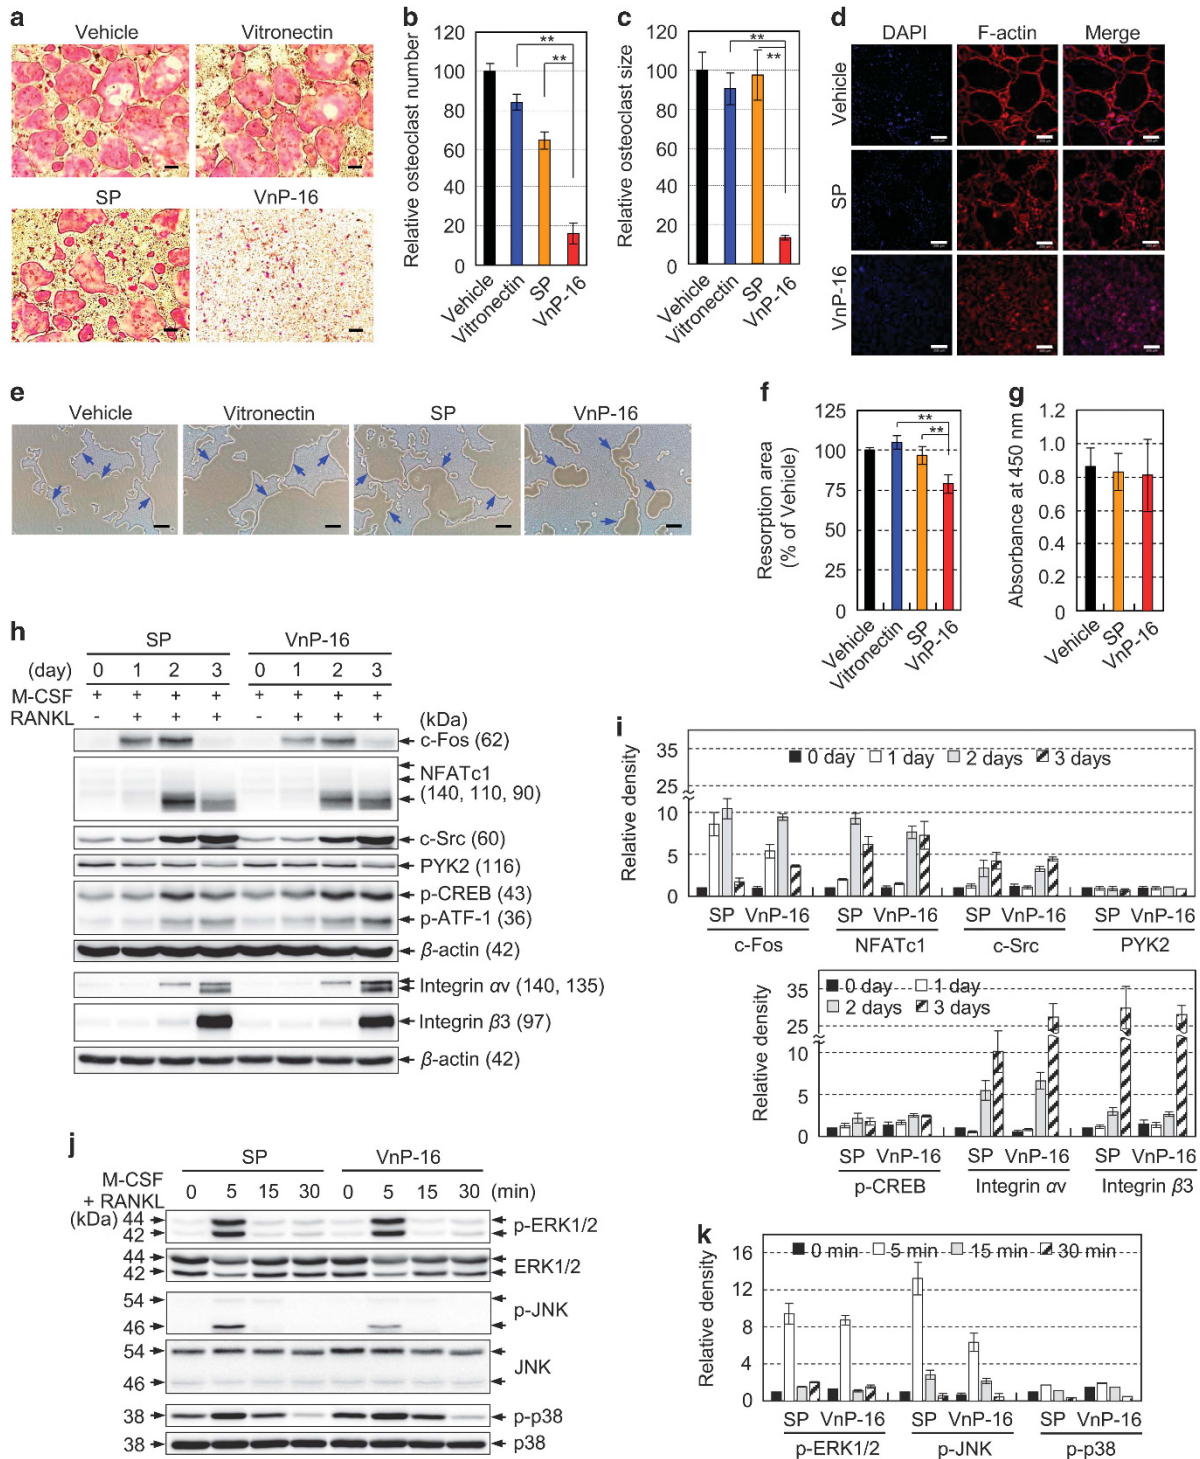 a
Vehicle Vitronectin
SP VnP-16
b
Relative osteoclast number
120
100
80
60
40
20
0
** **
Vehicle Vitronectin SP VnP-16
c
Relative osteoclast size
120
100
80
60
40
20
0
** **
Vehicle Vitronectin SP VnP-16
d
DAPI F-actin Merge
Vehicle
SP
VnP-16
e
Vehicle Vitronectin SP VnP-16
f
Resorption area
(% of Vehicle)
125
100
75
50
25
0
** **
Vehicle Vitronectin SP VnP-16
g
Absorbance at 450 nm
1.2
1.0
0.8
0.6
0.4
0.2
0
Vehicle SP VnP-16
h
SP VnP-16
(day) 0 1 2 3 0 1 2 3
M-CSF + + + + + + + +
RANKL - + + + - + + + (kDa)
c-Fos (62)
NFATc1
(140, 110, 90)
c-Src (60)
PYK2 (116)
p-CREB (43)
p-ATF-1 (36)
β-actin (42)
Integrin αv (140, 135)
Integrin β3 (97)
β-actin (42)
i
Relative density
35
25
10
5
0
0 day 1 day 2 days 3 days
SP VnP-16 SP VnP-16 SP VnP-16 SP VnP-16
c-Fos NFATc1 c-Src PYK2
Relative density
35
25
10
5
0
0 day 1 day
2 days 3 days
SP VnP-16 SP VnP-16 SP VnP-16
p-CREB Integrin αv Integrin β3
j
SP VnP-16
M-CSF
+ RANKL
0 5 15 30 0 5 15 30 (min)
(kDa)
44
42
p-ERK1/2
44
42
ERK1/2
54
46
p-JNK
54
46
JNK
38 p-p38
38 p38
k
Relative density
16
12
8
4
0
0 min 5 min 15 min 30 min
SP VnP-16 SP VnP-16 SP VnP-16
p-ERK1/2 p-JNK p-p38